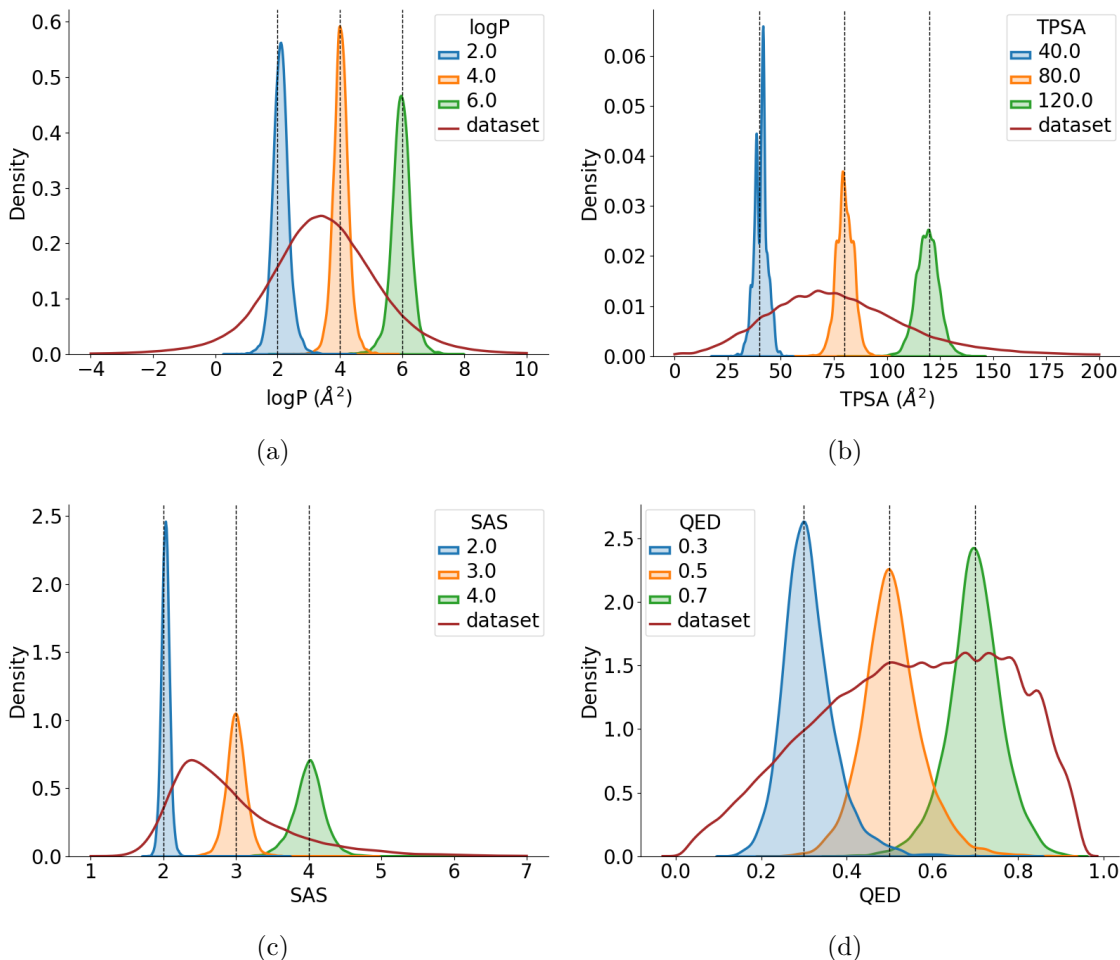 0.6
0.5
0.4
0.3
0.2
0.1
0.0
Density
−4 −2 0 2 4 6 8 10
logP (Å²)
logP
2.0
4.0
6.0
dataset
(a)
0.06
0.05
0.04
0.03
0.02
0.01
0.00
Density
0 25 50 75 100 125 150 175 200
TPSA (Å²)
TPSA
40.0
80.0
120.0
dataset
(b)
2.5
2.0
1.5
1.0
0.5
0.0
Density
1 2 3 4 5 6 7
SAS
SAS
2.0
3.0
4.0
dataset
(c)
2.5
2.0
1.5
1.0
0.5
0.0
Density
0.0 0.2 0.4 0.6 0.8 1.0
QED
QED
0.3
0.5
0.7
dataset
(d)